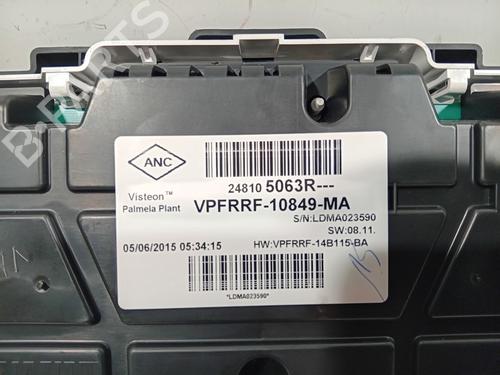 ANC
24810 5063R---
Visteon™
Palmela Plant
VPFRRF-10849-MA
S/N:LDMA023590
SW:08.11.
05/06/2015 05:34:15
HW:VPFRRF-14B115-BA
*LDMA023590*
B-PARTS